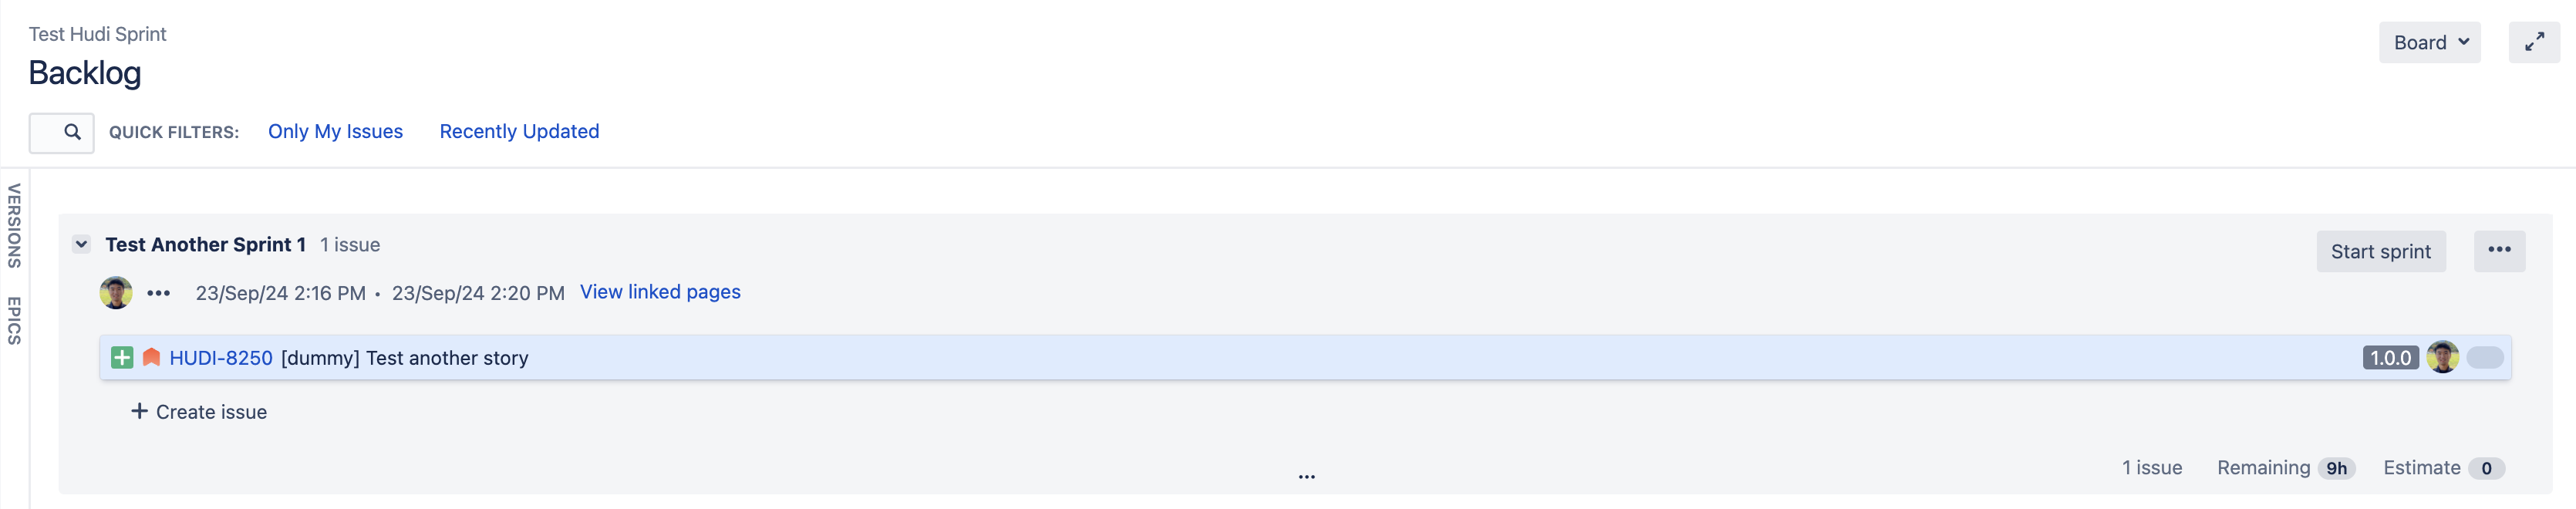 Test Hudi Sprint
Backlog
Board
QUICK FILTERS: Only My Issues Recently Updated
VERSIONS
EPICS
Test Another Sprint 1 1 issue
Start sprint •••
••• 23/Sep/24 2:16 PM • 23/Sep/24 2:20 PM View linked pages
HUDI-8250 [dummy] Test another story 1.0.0
+ Create issue
1 issue Remaining 9h Estimate 0
...